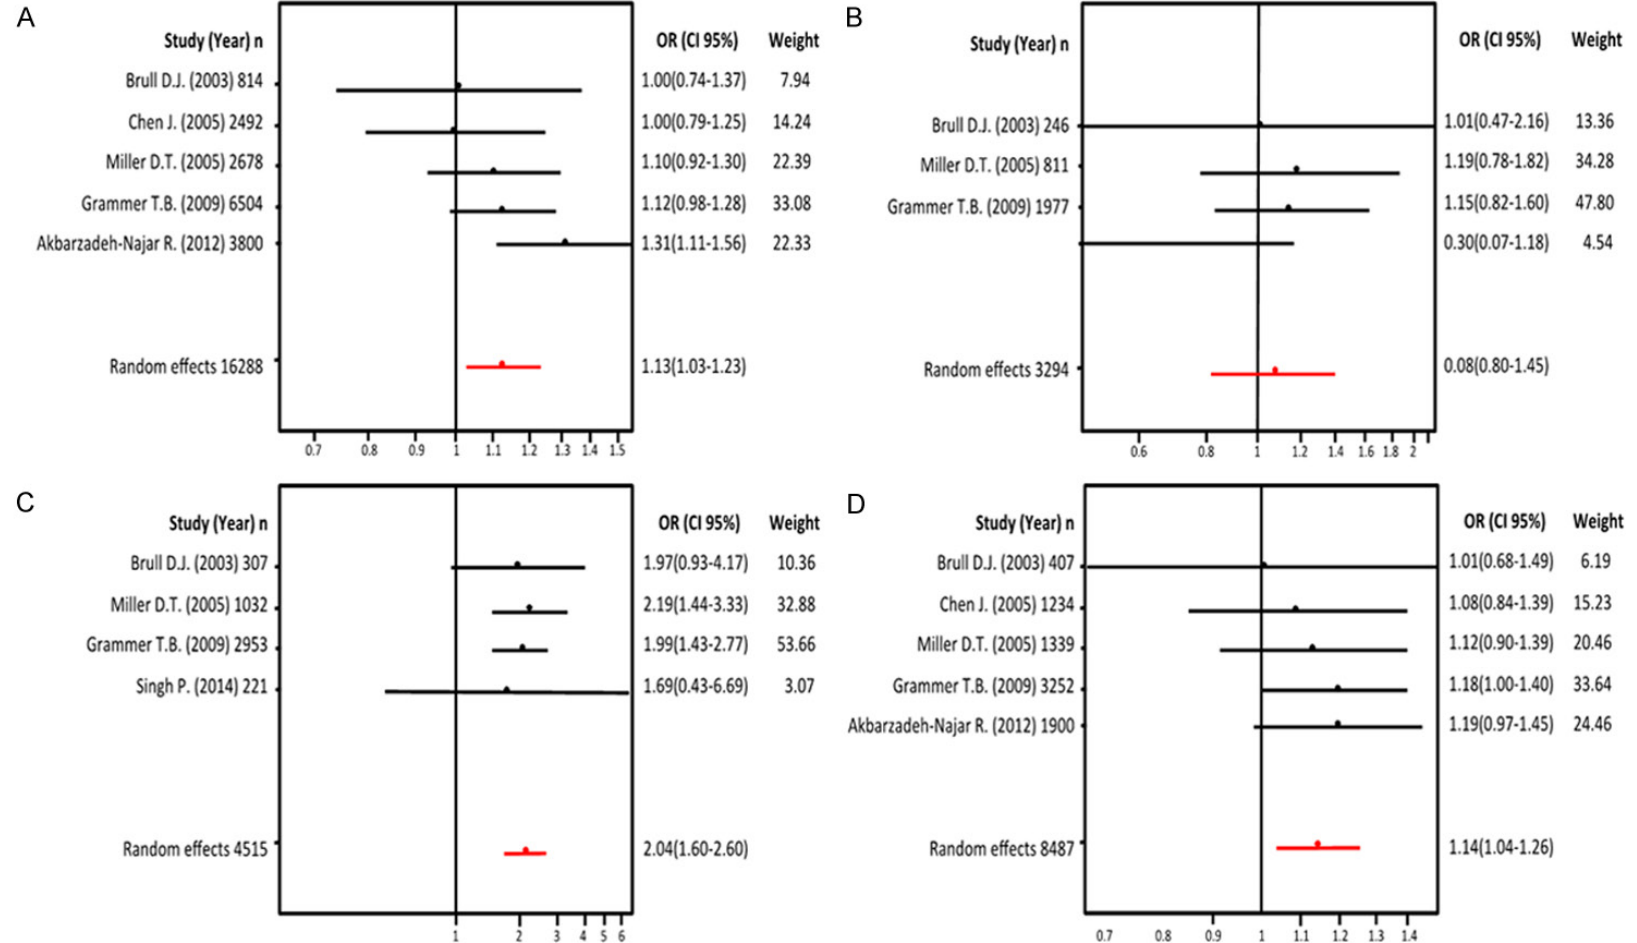 A
Study (Year) n OR (CI 95%) Weight
Brull D.J. (2003) 814 1.00(0.74-1.37) 7.94
Chen J. (2005) 2492 1.00(0.79-1.25) 14.24
Miller D.T. (2005) 2678 1.10(0.92-1.30) 22.39
Grammer T.B. (2009) 6504 1.12(0.98-1.28) 33.08
Akbarzadeh-Najar R. (2012) 3800 1.31(1.11-1.56) 22.33
Random effects 16288 1.13(1.03-1.23)
0.7 0.8 0.9 1 1.1 1.2 1.3 1.4 1.5
B
Study (Year) n OR (CI 95%) Weight
Brull D.J. (2003) 246 1.01(0.47-2.16) 13.36
Miller D.T. (2005) 811 1.19(0.78-1.82) 34.28
Grammer T.B. (2009) 1977 1.15(0.82-1.60) 47.80
0.30(0.07-1.18) 4.54
Random effects 3294 0.08(0.80-1.45)
0.6 0.8 1 1.2 1.4 1.6 1.8 2
C
Study (Year) n OR (CI 95%) Weight
Brull D.J. (2003) 307 1.97(0.93-4.17) 10.36
Miller D.T. (2005) 1032 2.19(1.44-3.33) 32.88
Grammer T.B. (2009) 2953 1.99(1.43-2.77) 53.66
Singh P. (2014) 221 1.69(0.43-6.69) 3.07
Random effects 4515 2.04(1.60-2.60)
1 2 3 4 5 6
D
Study (Year) n OR (CI 95%) Weight
Brull D.J. (2003) 407 1.01(0.68-1.49) 6.19
Chen J. (2005) 1234 1.08(0.84-1.39) 15.23
Miller D.T. (2005) 1339 1.12(0.90-1.39) 20.46
Grammer T.B. (2009) 3252 1.18(1.00-1.40) 33.64
Akbarzadeh-Najar R. (2012) 1900 1.19(0.97-1.45) 24.46
Random effects 8487 1.14(1.04-1.26)
0.7 0.8 0.9 1 1.1 1.2 1.3 1.4